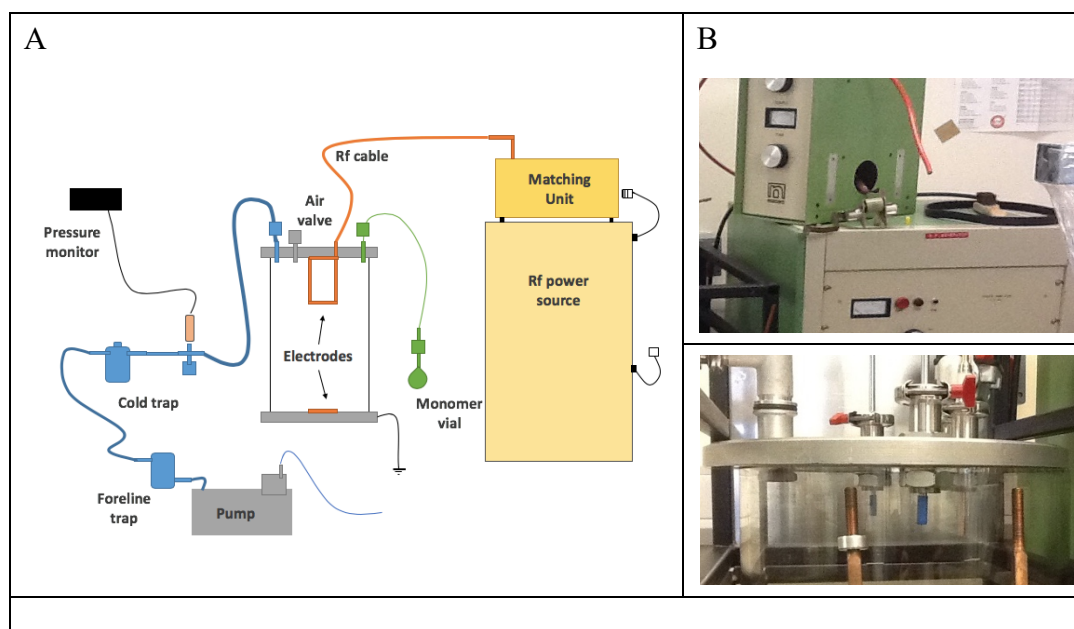 A
B
Rf cable
Matching
Unit
Air
valve
Pressure
monitor
Rf power
source
Electrodes
Cold trap
Monomer
vial
Foreline
trap
Pump